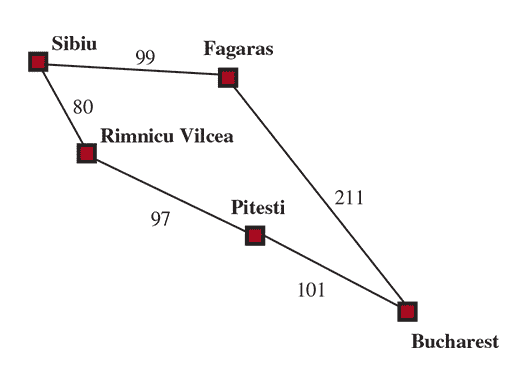 Sibiu
99
Fagaras
80
Rimnicu Vilcea
97
Pitesti
211
101
Bucharest